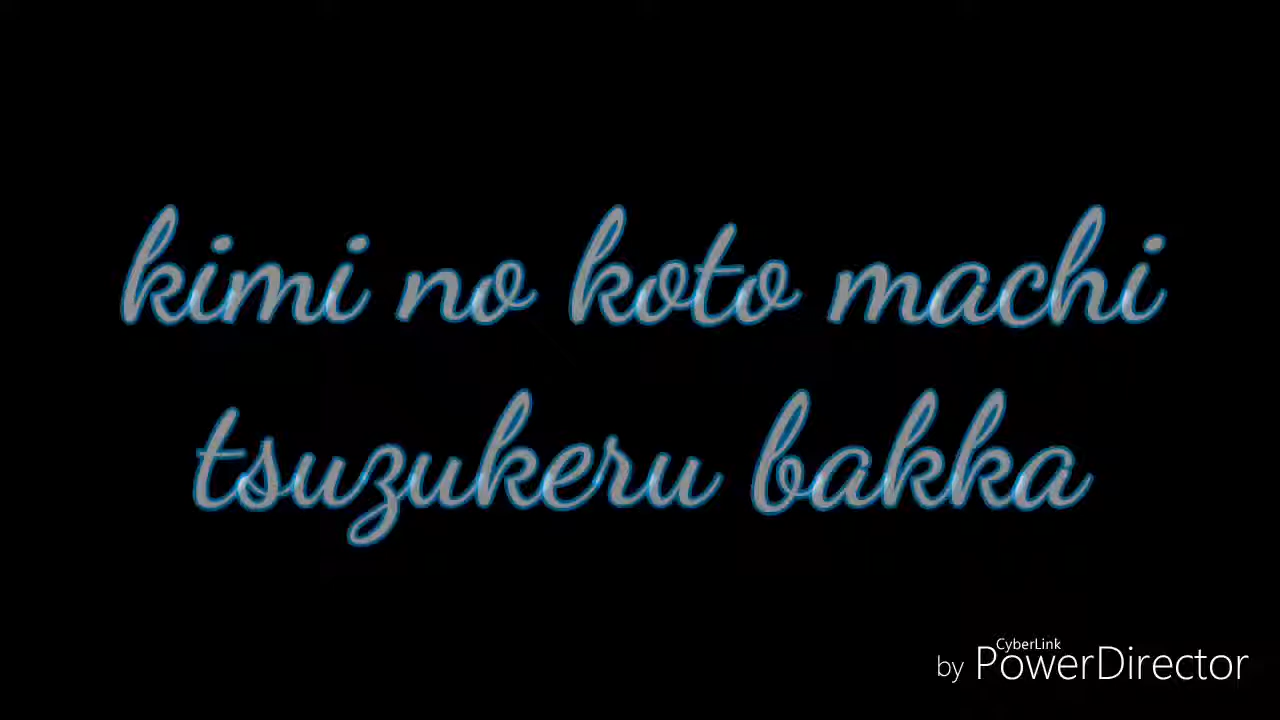 kimi no koto machi
tsuzukeru bakka
CyberLink
by PowerDirector